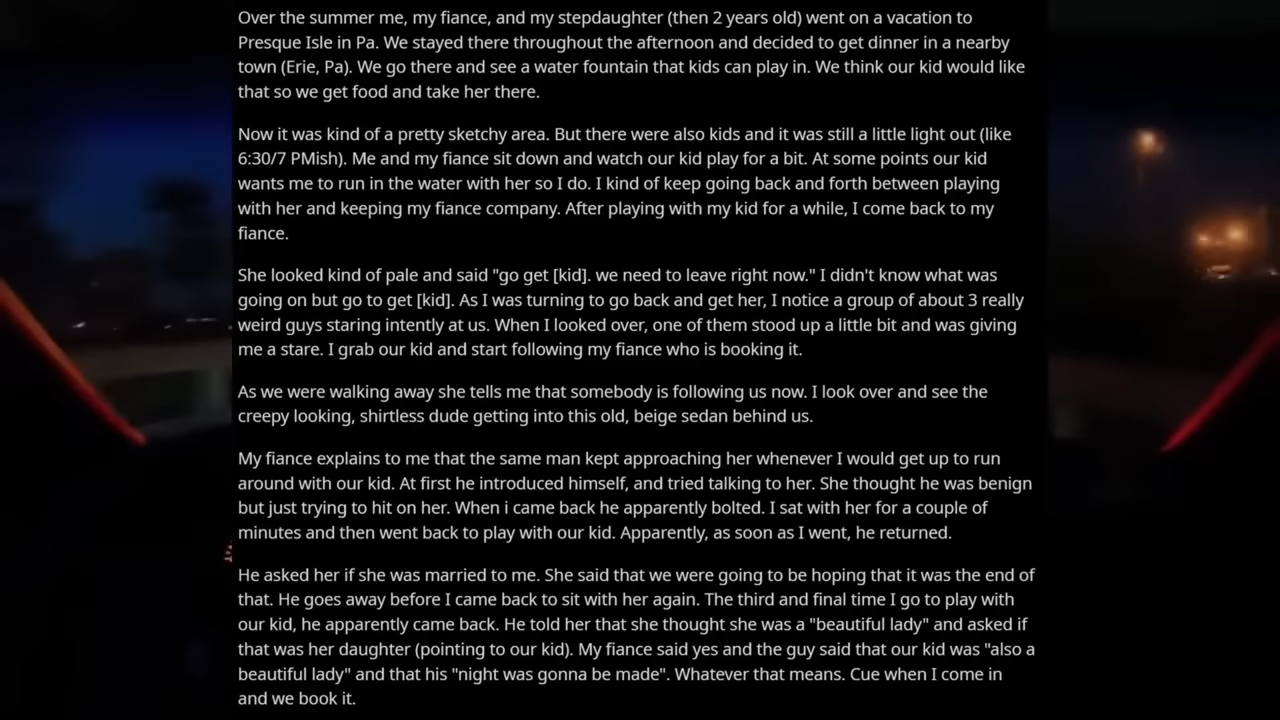 Over the summer me, my fiance, and my stepdaughter (then 2 years old) went on a vacation to
Presque Isle in Pa. We stayed there throughout the afternoon and decided to get dinner in a nearby
town (Erie, Pa). We go there and see a water fountain that kids can play in. We think our kid would like
that so we get food and take her there.
Now it was kind of a pretty sketchy area. But there were also kids and it was still a little light out (like
6:30/7 PMish). Me and my fiance sit down and watch our kid play for a bit. At some points our kid
wants me to run in the water with her so I do. I kind of keep going back and forth between playing
with her and keeping my fiance company. After playing with my kid for a while, I come back to my
fiance.
She looked kind of pale and said "go get [kid]. we need to leave right now." I didn't know what was
going on but go to get [kid]. As I was turning to go back and get her, I notice a group of about 3 really
weird guys staring intently at us. When I looked over, one of them stood up a little bit and was giving
me a stare. I grab our kid and start following my fiance who is booking it.
As we were walking away she tells me that somebody is following us now. I look over and see the
creepy looking, shirtless dude getting into this old, beige sedan behind us.
My fiance explains to me that the same man kept approaching her whenever I would get up to run
around with our kid. At first he introduced himself, and tried talking to her. She thought he was benign
but just trying to hit on her. When i came back he apparently bolted. I sat with her for a couple of
minutes and then went back to play with our kid. Apparently, as soon as I went, he returned.
He asked her if she was married to me. She said that we were going to be hoping that it was the end of
that. He goes away before I came back to sit with her again. The third and final time I go to play with
our kid, he apparently came back. He told her that she thought she was a "beautiful lady" and asked if
that was her daughter (pointing to our kid). My fiance said yes and the guy said that our kid was "also a
beautiful lady" and that his "night was gonna be made". Whatever that means. Cue when I come in
and we book it.